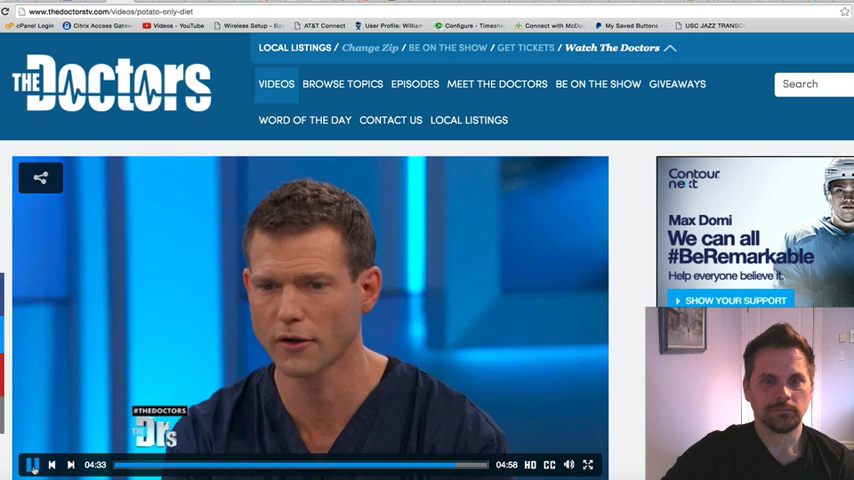 www.thedoctorstv.com/videos/potato-only-diet
cPanel Login
Citrix Access Gatew
Videos - YouTube
Wireless Setup - Ba
AT&T Connect
User Profile: William
Configure - Timeshe
Connect with McDo
My Saved Buttons -
USC JAZZ TRANSCR
LOCAL LISTINGS / Change Zip / BE ON THE SHOW / GET TICKETS / Watch The Doctors
THE DOCTORS
VIDEOS BROWSE TOPICS EPISODES MEET THE DOCTORS BE ON THE SHOW GIVEAWAYS
Search
WORD OF THE DAY CONTACT US LOCAL LISTINGS
Contour
next
Max Domi
We can all
#BeRemarkable
Help everyone believe it.
SHOW YOUR SUPPORT
#THEDOCTORS
THE Drs
04:33
04:58 HD CC